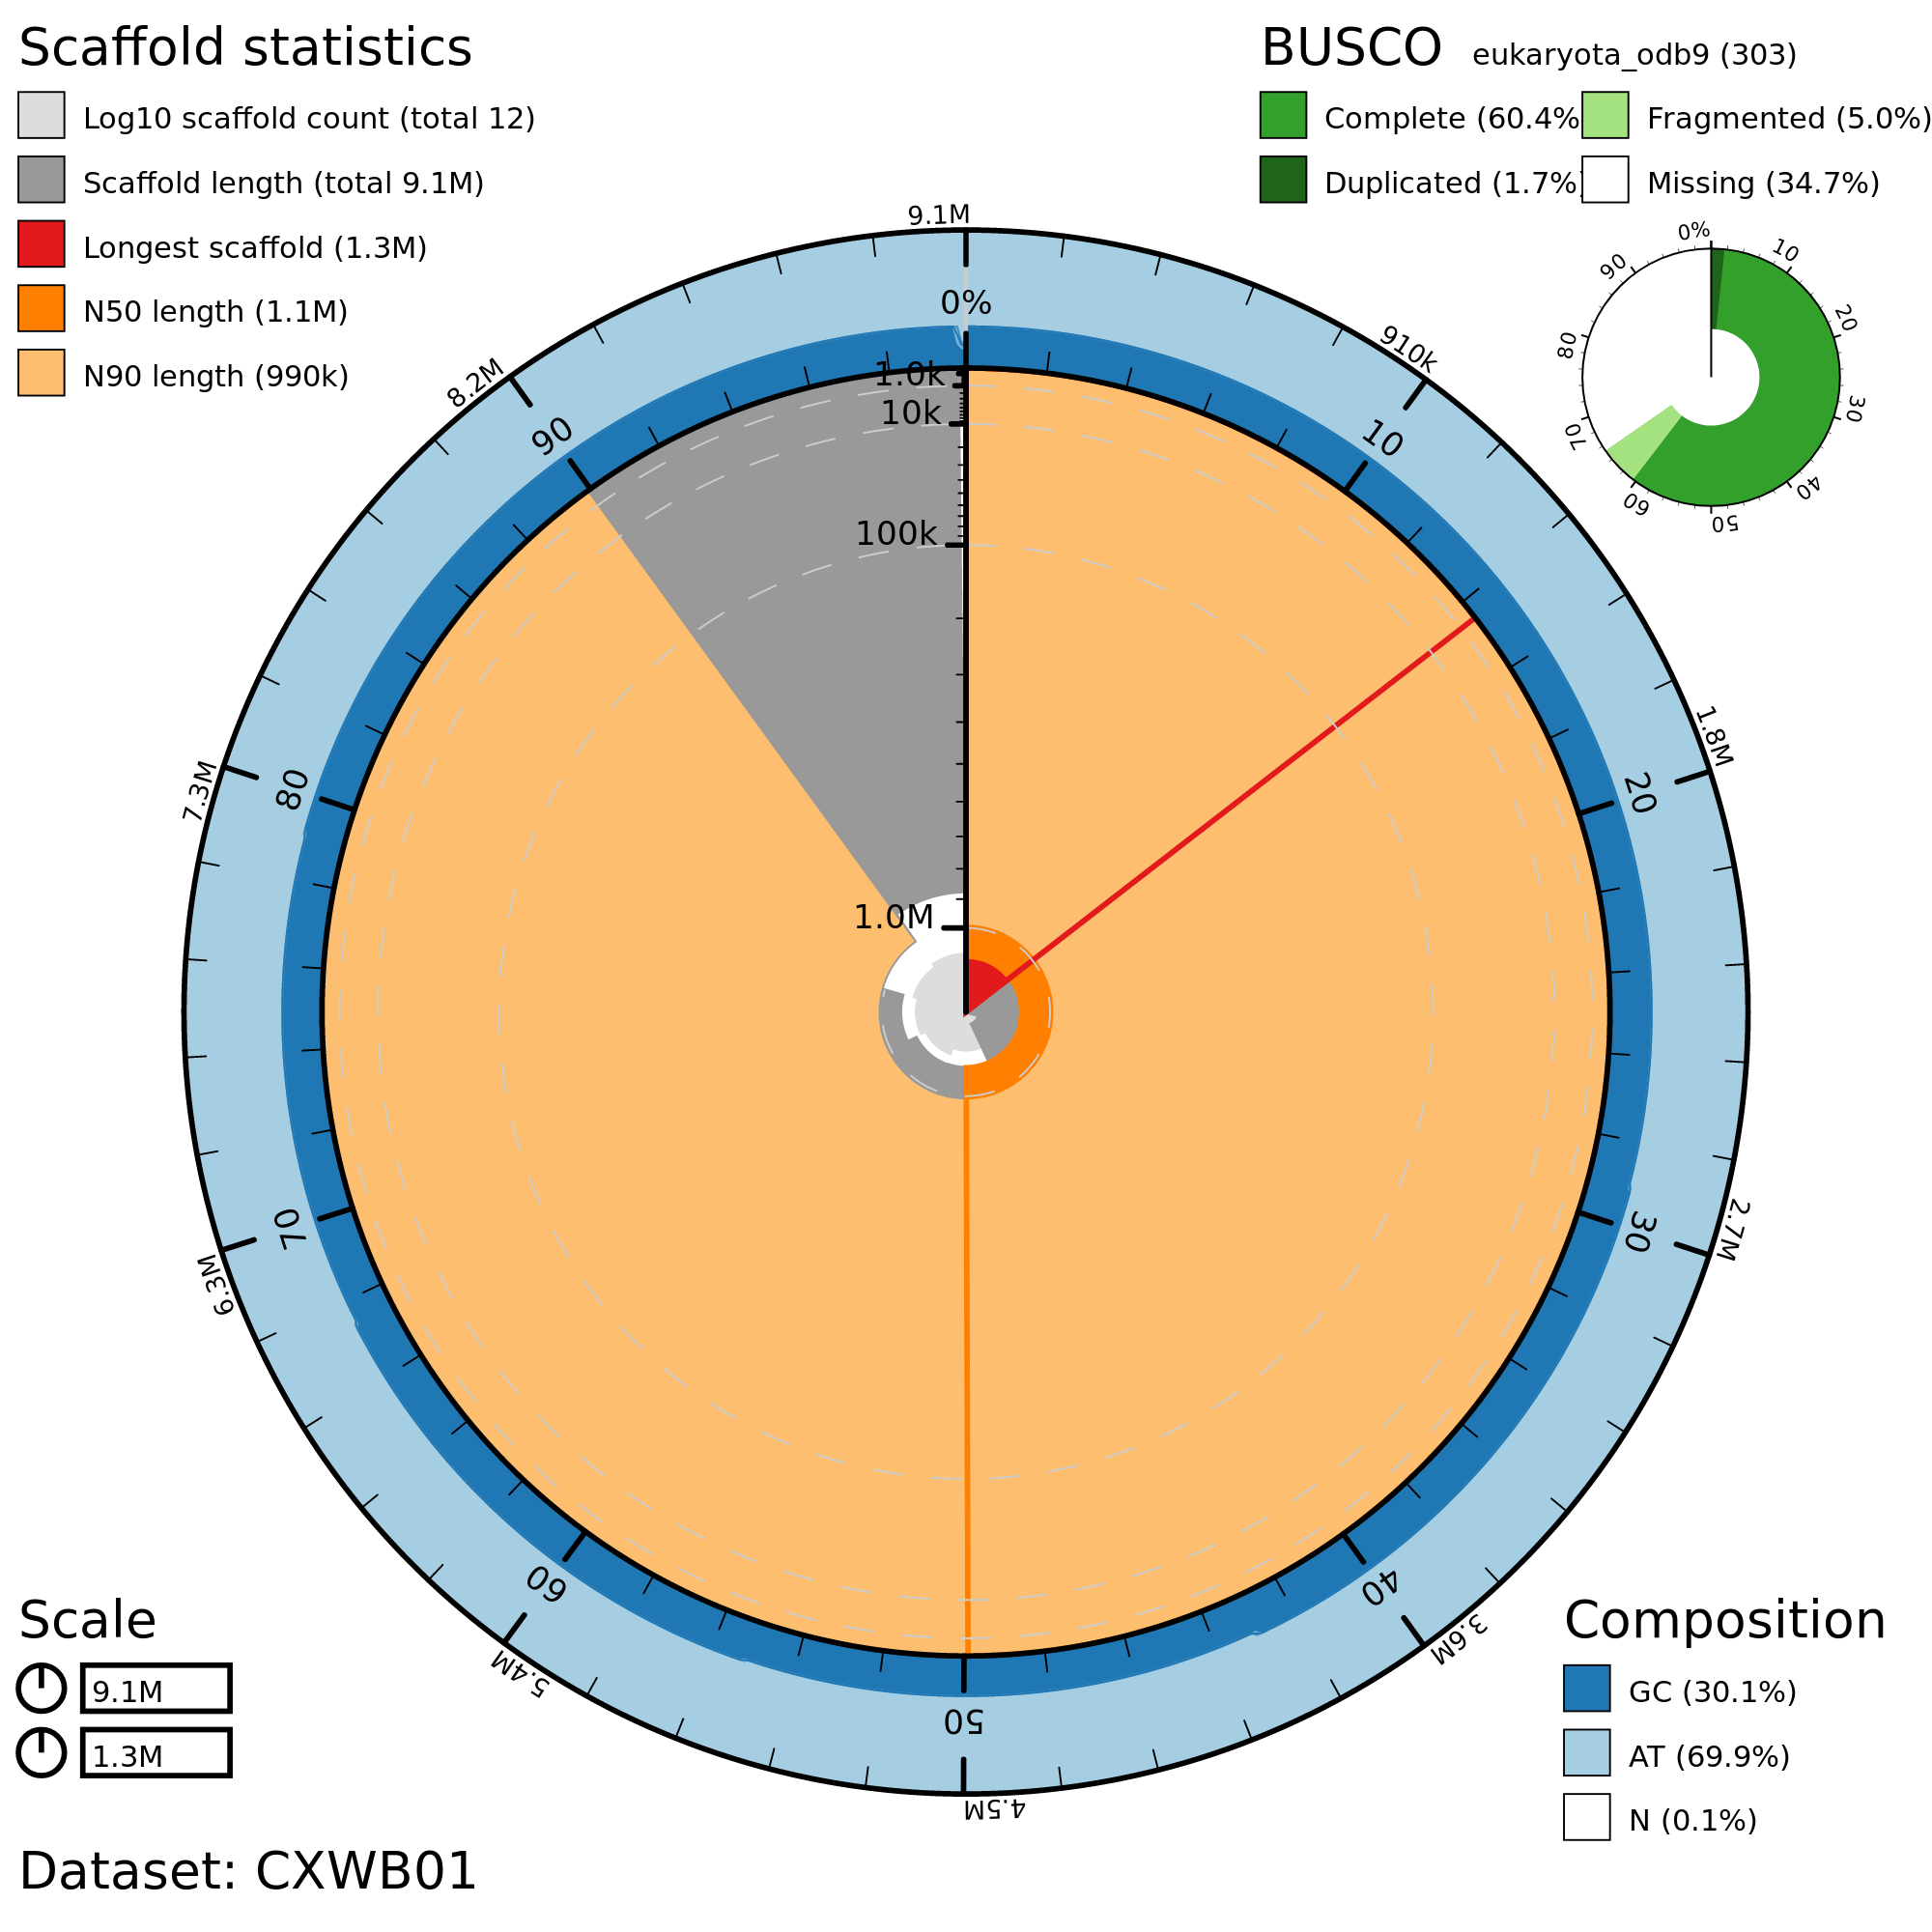 Scaffold statistics
Log10 scaffold count (total 12)
Scaffold length (total 9.1M)
Longest scaffold (1.3M)
N50 length (1.1M)
N90 length (990k)
BUSCO eukaryota_odb9 (303)
Complete (60.4% Fragmented (5.0%)
Duplicated (1.7%) Missing (34.7%)
0%
10
20
30
40
50
60
70
80
90
9.1M
910k
1.8M
2.7M
3.6M
4.5M
5.4M
6.3M
7.3M
8.2M
0%
10
20
30
40
50
60
70
80
90
1.0k
10k
100k
1.0M
Scale
9.1M
1.3M
Composition
GC (30.1%)
AT (69.9%)
N (0.1%)
Dataset: CXWB01